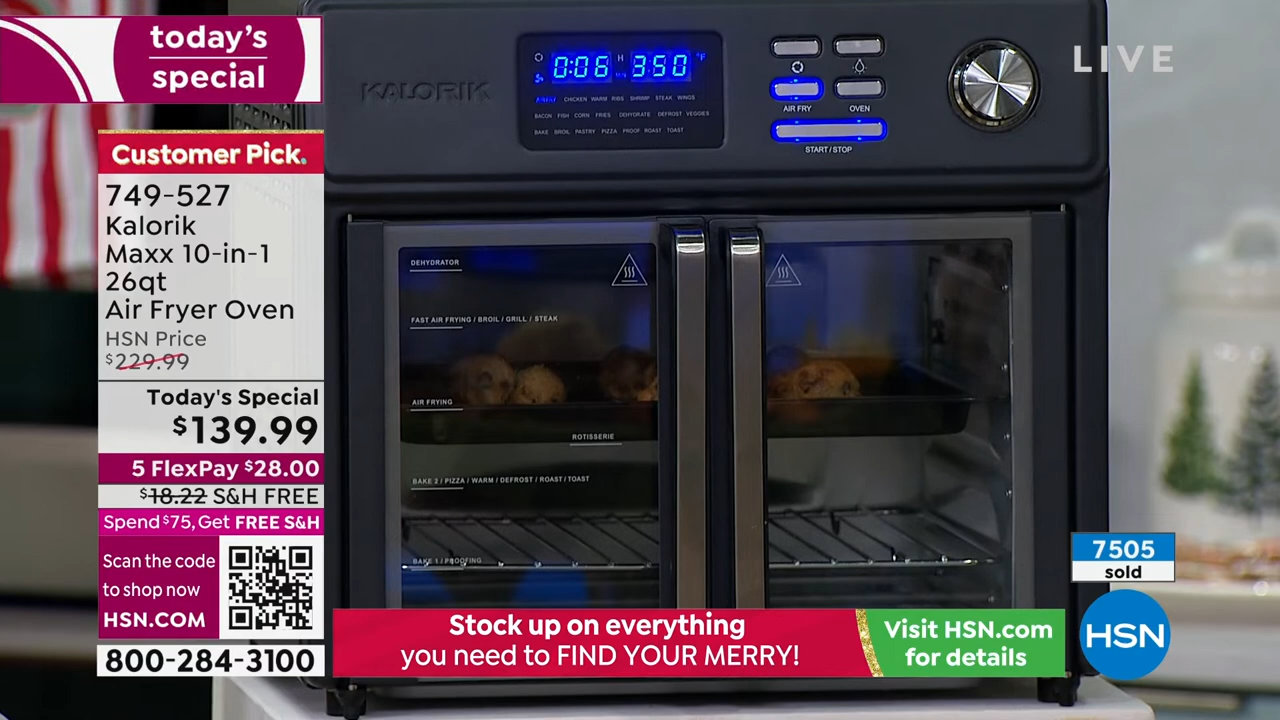 today's
special
Customer Pick.
749-527
Kalorik
Maxx 10-in-1
26qt
Air Fryer Oven
HSN Price
$229.99
Today's Special
$139.99
5 FlexPay $28.00
$18.22 S&H FREE
Spend $75, Get FREE S&H
Scan the code
to shop now
HSN.COM
800-284-3100
LIVE
KALORIK
0:06 H 360 °F
CHICKEN WARM RIBS SHRIMP STEAK WINGS
BACON FISH CORN FRIES DEHYDRATE DEFROST VEGGIES
BAKE BROIL PASTRY PIZZA PROOF ROAST TOAST
AIR FRY
OVEN
START/STOP
DEHYDRATOR
FAST AIR FRYING / BROIL / GRILL / STEAK
AIR FRYING
ROTISSERIE
BAKE 2 / PIZZA / WARM / DEFROST / ROAST / TOAST
BAKE 1 / PROOFING
7505
sold
HSN
Stock up on everything
you need to FIND YOUR MERRY!
Visit HSN.com
for details